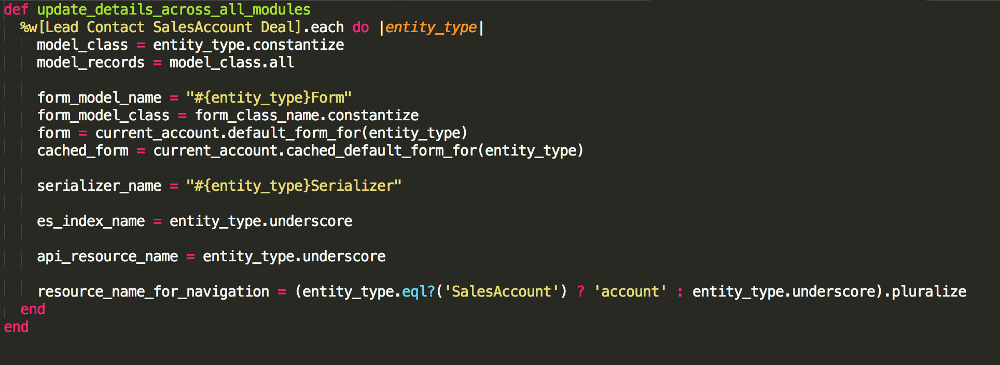 def update_details_across_all_modules
%w[Lead Contact SalesAccount Deal].each do |entity_type|
model_class = entity_type.constantize
model_records = model_class.all
form_model_name = "#{entity_type}Form"
form_model_class = form_class_name.constantize
form = current_account.default_form_for(entity_type)
cached_form = current_account.cached_default_form_for(entity_type)
serializer_name = "#{entity_type}Serializer"
es_index_name = entity_type.underscore
api_resource_name = entity_type.underscore
resource_name_for_navigation = (entity_type.eql?('SalesAccount') ? 'account' : entity_type.underscore).pluralize
end
end